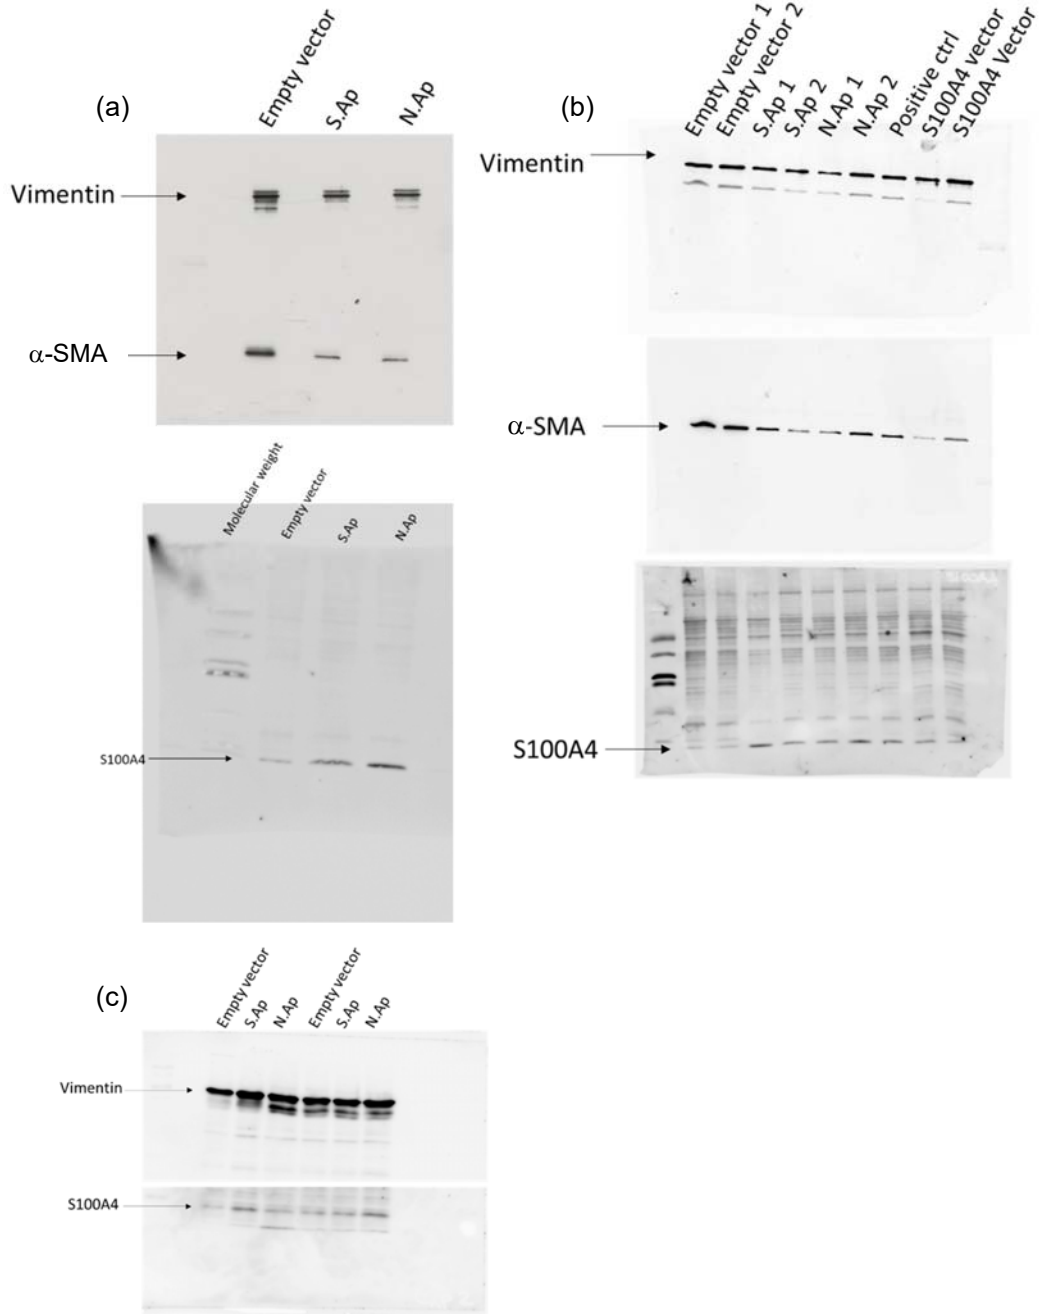 (a)
Empty vector
S.Ap
N.Ap
Vimentin
α-SMA
Molecular weight
Empty vector
S.Ap
N.Ap
S100A4
(b)
Empty vector 1
Empty vector 2
S.Ap 1
S.Ap 2
N.Ap 1
N.Ap 2
Positive ctrl
S100A4 vector
S100A4 Vector
Vimentin
α-SMA
S100A4
(c)
Empty vector
S.Ap
N.Ap
Empty vector
S.Ap
N.Ap
Vimentin
S100A4